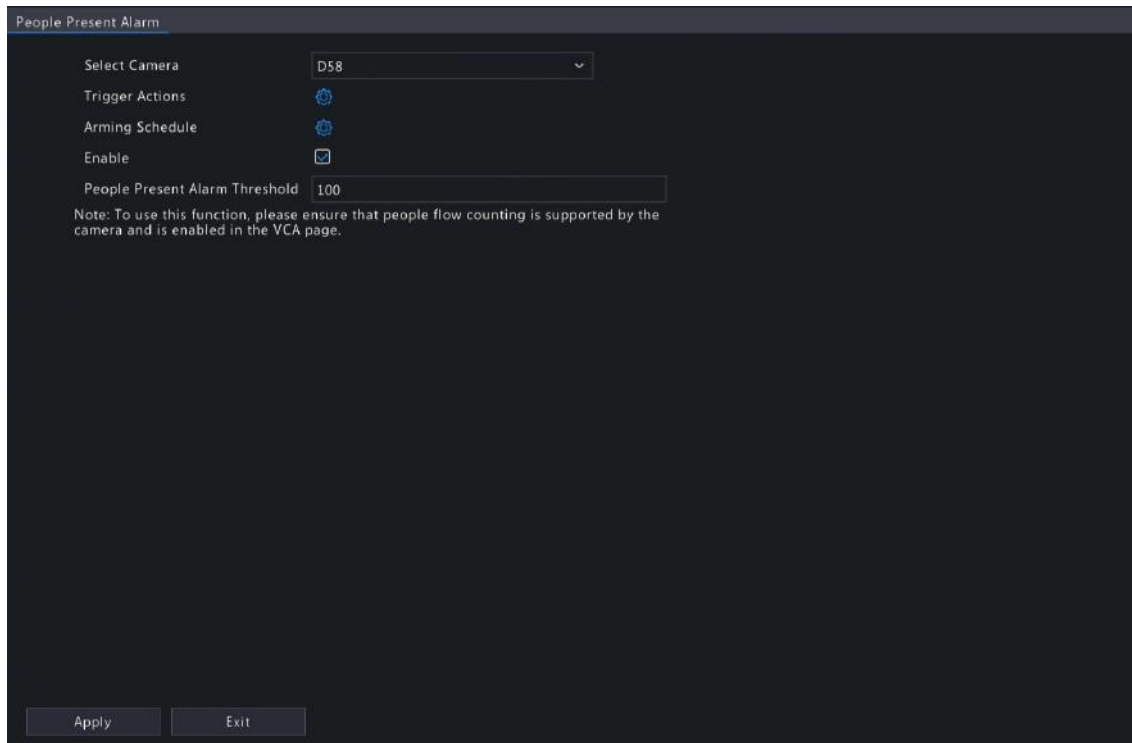 People Present Alarm
Select Camera D58
Trigger Actions
Arming Schedule
Enable
People Present Alarm Threshold 100
Note: To use this function, please ensure that people flow counting is supported by the
camera and is enabled in the VCA page.
Apply Exit